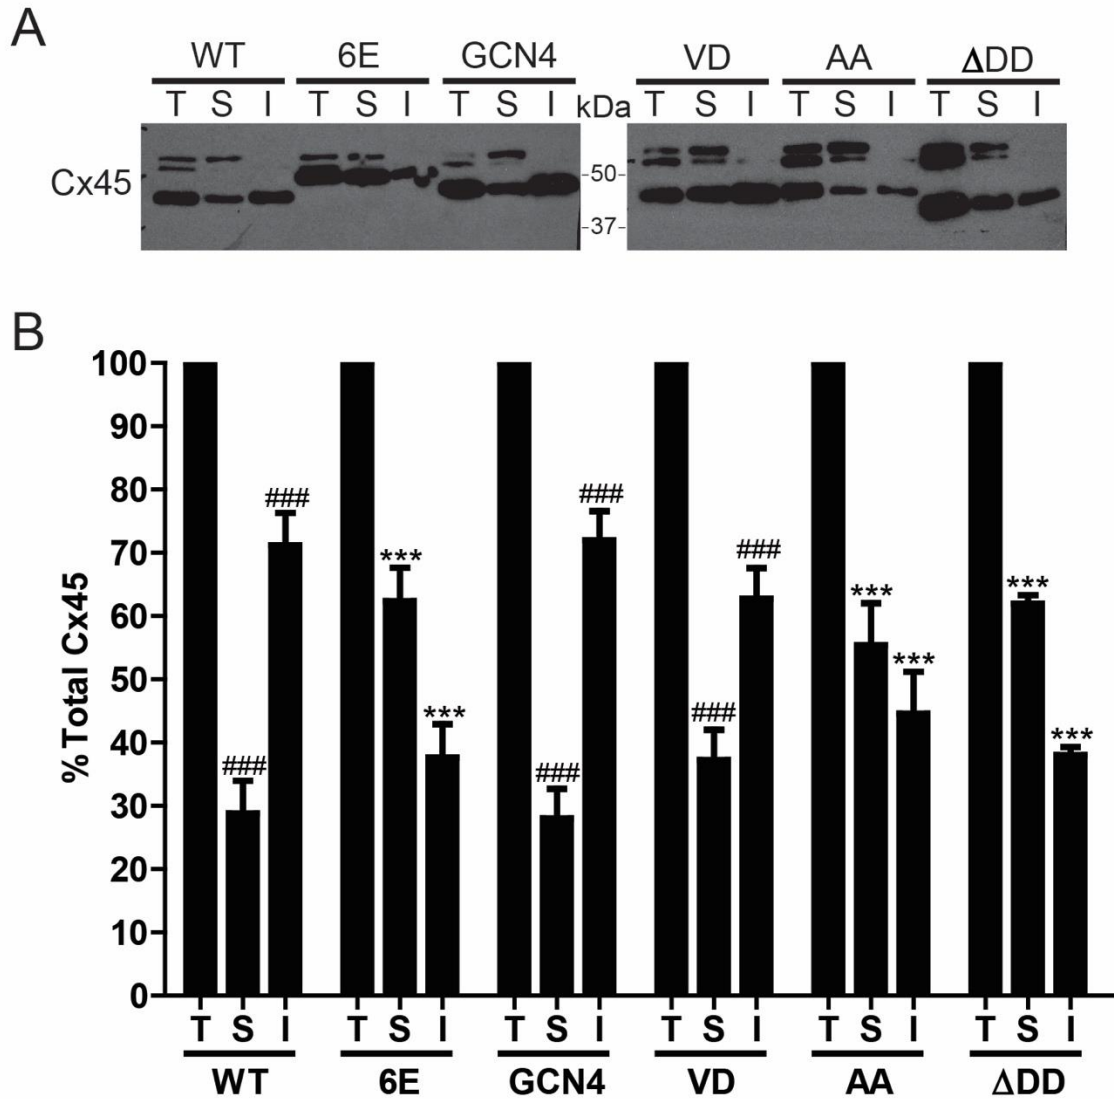 A
WT 6E GCN4 VD AA ΔDD
T S I T S I T S I kDa T S I T S I T S I
Cx45
-50-
-37-
B
100
90
80
70
60
50
40
30
20
10
0
% Total Cx45
### ### *** *** ### ### ### ### *** *** *** ***
T S I T S I T S I T S I T S I T S I
WT 6E GCN4 VD AA ΔDD